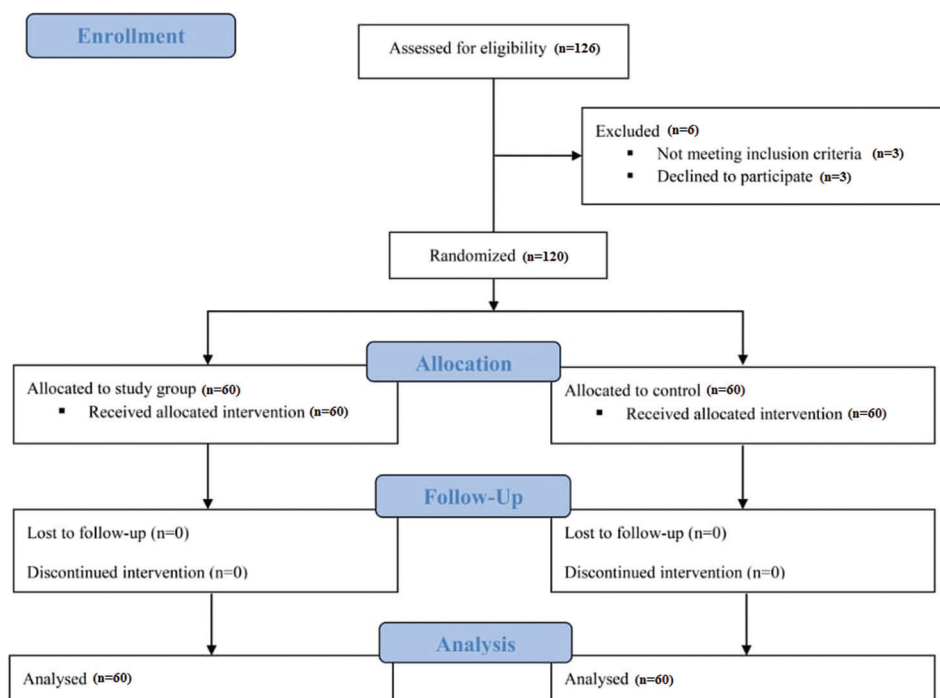 Enrollment
Assessed for eligibility (n=126)
Excluded (n=6)
▪ Not meeting inclusion criteria (n=3)
▪ Declined to participate (n=3)
Randomized (n=120)
Allocation
Allocated to study group (n=60)
▪ Received allocated intervention (n=60)
Allocated to control (n=60)
▪ Received allocated intervention (n=60)
Follow-Up
Lost to follow-up (n=0)
Discontinued intervention (n=0)
Lost to follow-up (n=0)
Discontinued intervention (n=0)
Analysis
Analysed (n=60)
Analysed (n=60)